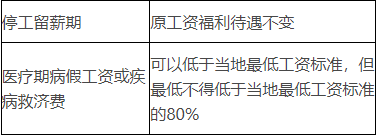 停工留薪期
原工资福利待遇不变
医疗期病假工资或疾
病救济费
可以低于当地最低工资标准，但
最低不得低于当地最低工资标准
的80%